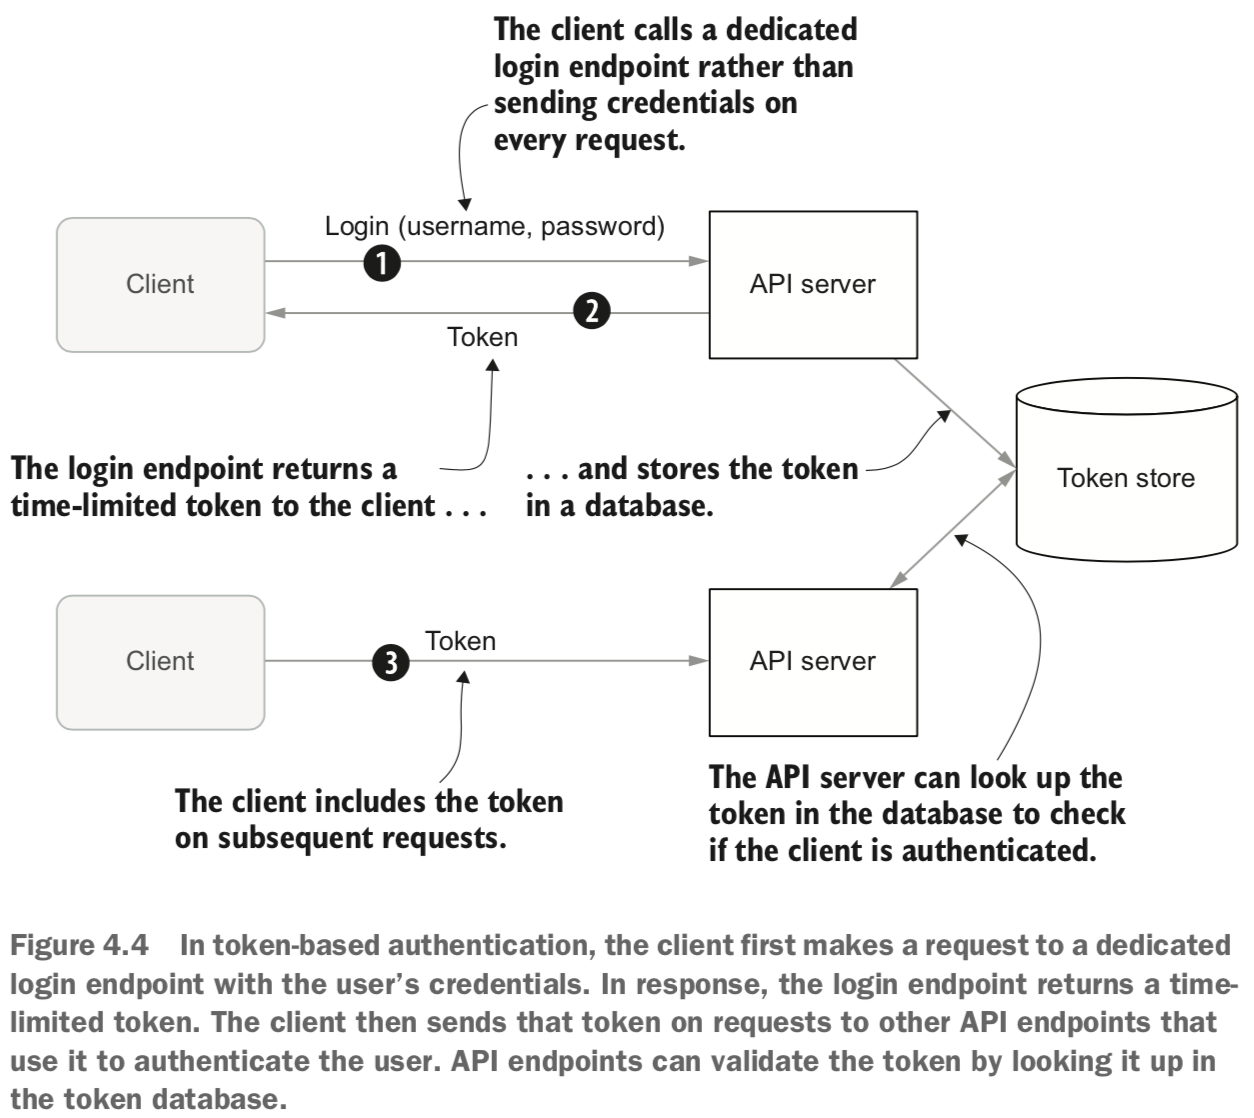 The client calls a dedicated
login endpoint rather than
sending credentials on
every request.
Login (username, password)
Client
1
API server
2
Token
The login endpoint returns a
time-limited token to the client . . .
. . . and stores the token
in a database.
Token store
Client
3
Token
API server
The client includes the token
on subsequent requests.
The API server can look up the
token in the database to check
if the client is authenticated.
Figure 4.4 In token-based authentication, the client first makes a request to a dedicated
login endpoint with the user’s credentials. In response, the login endpoint returns a time-
limited token. The client then sends that token on requests to other API endpoints that
use it to authenticate the user. API endpoints can validate the token by looking it up in
the token database.